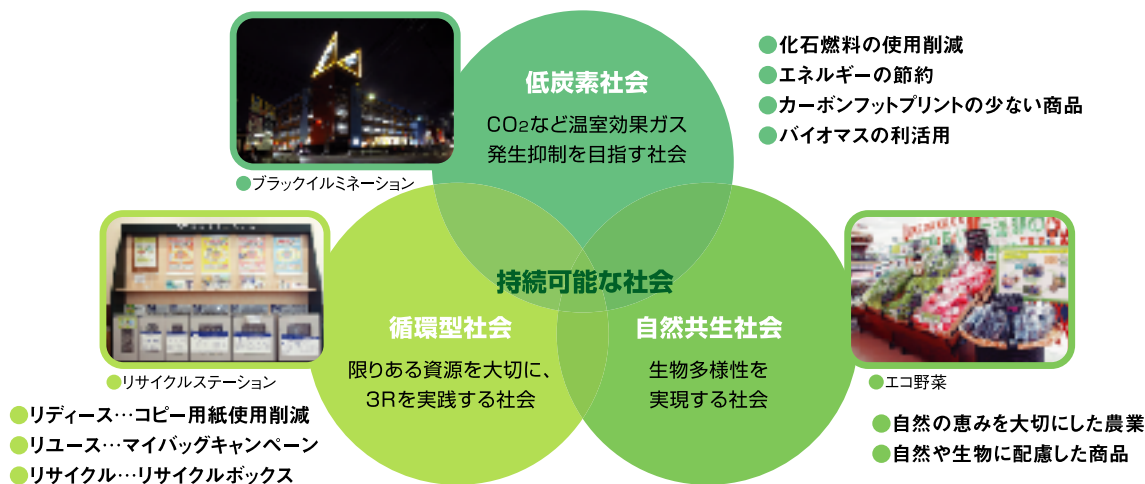 低炭素社会
CO2など温室効果ガス
発生抑制を目指す社会
●化石燃料の使用削減
●エネルギーの節約
●カーボンフットプリントの少ない商品
●バイオマスの利活用
●ブラックイルミネーション
持続可能な社会
循環型社会
限りある資源を大切に、
3Rを実践する社会
自然共生社会
生物多様性を
実現する社会
●リサイクルステーション
●リディース…コピー用紙使用削減
●リユース…マイバッグキャンペーン
●リサイクル…リサイクルボックス
●エコ野菜
●自然の恵みを大切にした農業
●自然や生物に配慮した商品